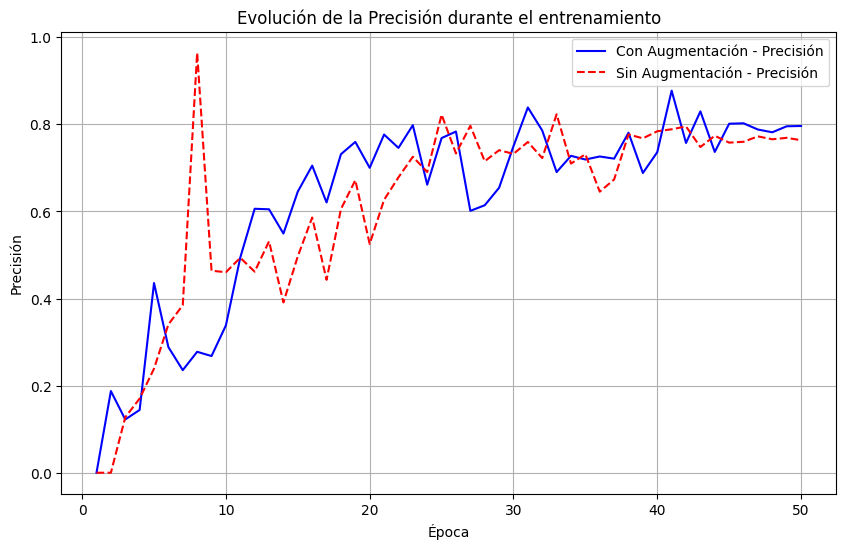 Evolución de la Precisión durante el entrenamiento
Con Augmentación - Precisión
Sin Augmentación - Precisión
1.0
0.8
0.6
0.4
0.2
0.0
Precisión
0 10 20 30 40 50
Época